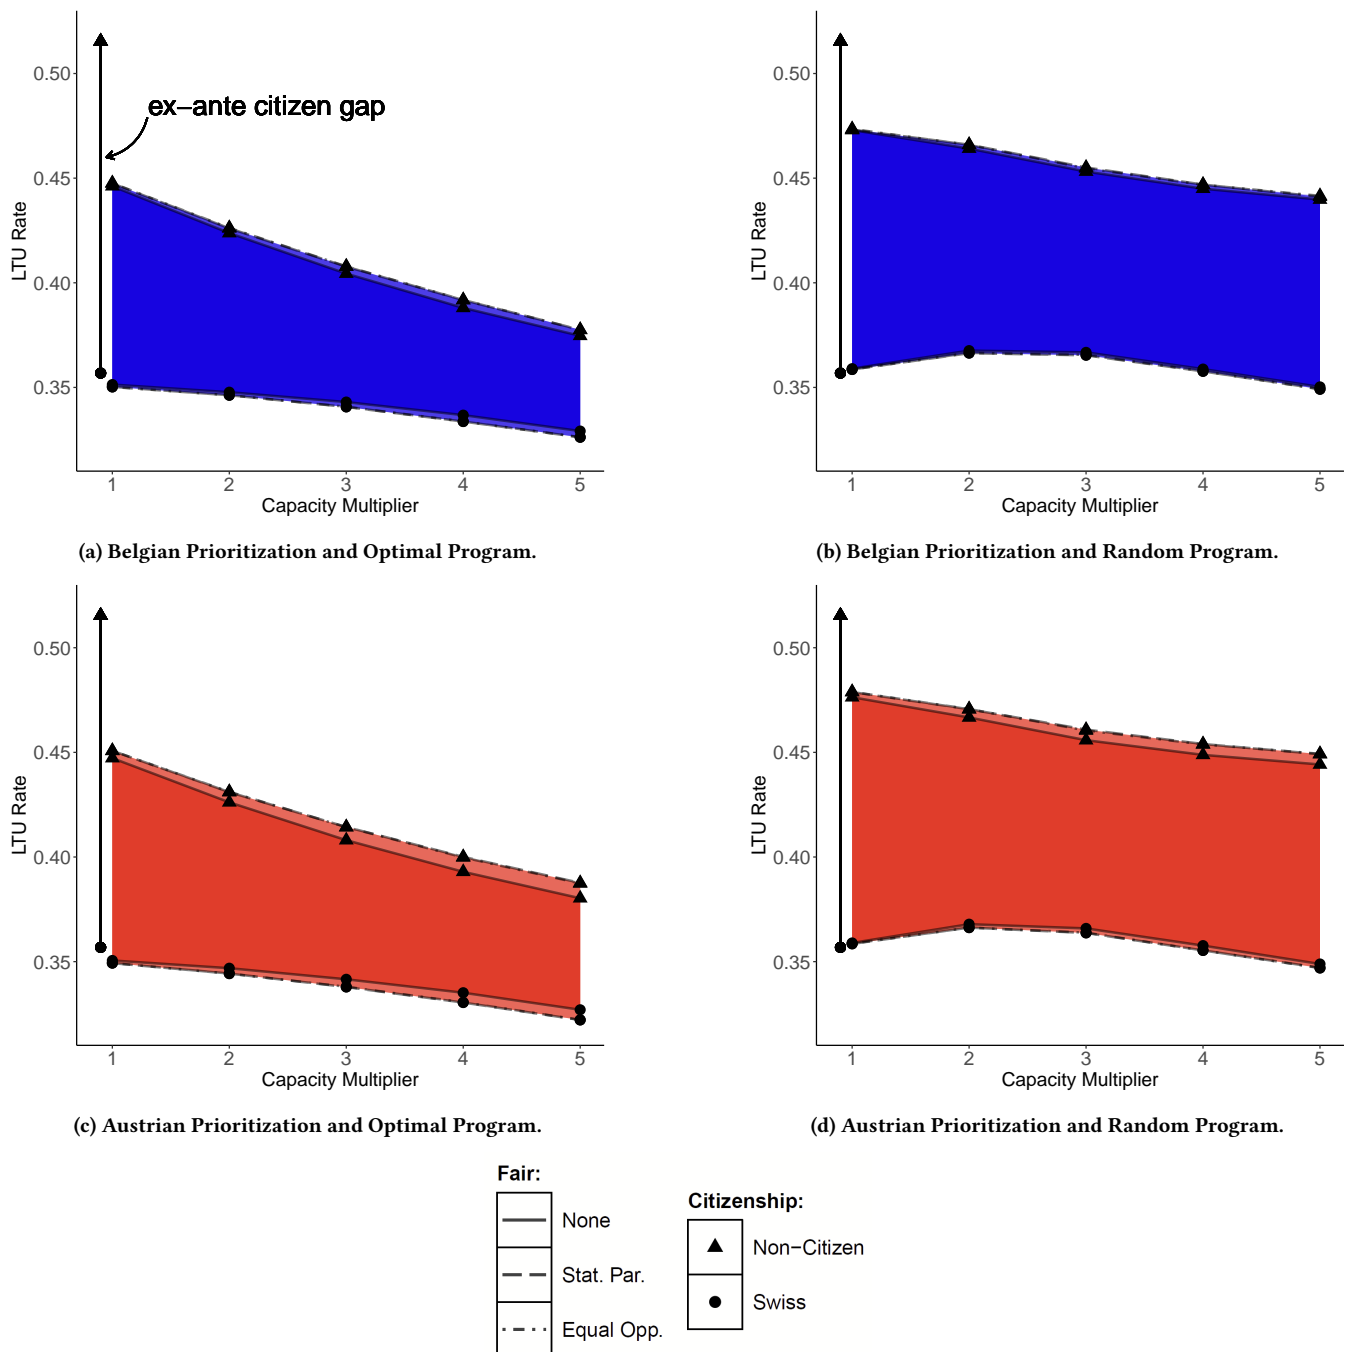 0.50
0.45
0.40
0.35
LTU Rate
ex−ante citizen gap
1 2 3 4 5
Capacity Multiplier
(a) Belgian Prioritization and Optimal Program.
0.50
0.45
0.40
0.35
LTU Rate
1 2 3 4 5
Capacity Multiplier
(b) Belgian Prioritization and Random Program.
0.50
0.45
0.40
0.35
LTU Rate
1 2 3 4 5
Capacity Multiplier
(c) Austrian Prioritization and Optimal Program.
0.50
0.45
0.40
0.35
LTU Rate
1 2 3 4 5
Capacity Multiplier
(d) Austrian Prioritization and Random Program.
Fair:
None
Stat. Par.
Equal Opp.
Citizenship:
Non−Citizen
Swiss